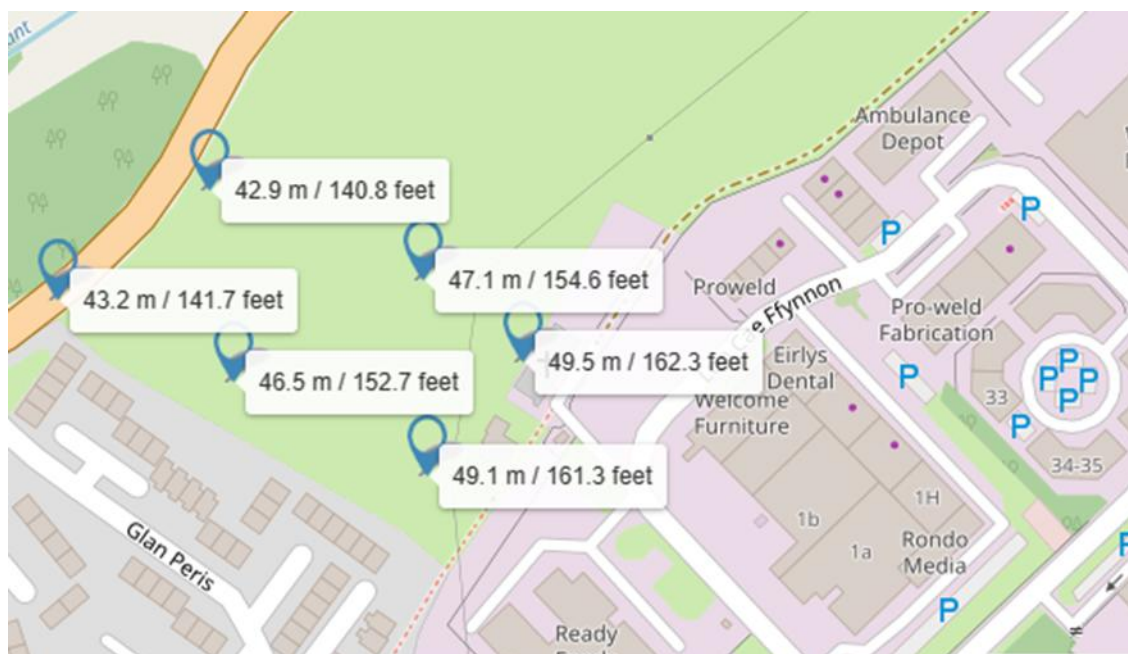 42.9 m / 140.8 feet
47.1 m / 154.6 feet
43.2 m / 141.7 feet
49.5 m / 162.3 feet
46.5 m / 152.7 feet
49.1 m / 161.3 feet
Ambulance
Depot
P
P
Proweld
Cae Ffynnon
Pro-weld
Fabrication
Eirlys
Dental
Welcome
Furniture
P
P
P
P
P
P
33
34-35
1H
1b
1a
Rondo
Media
P
P
Glan Peris
Ready